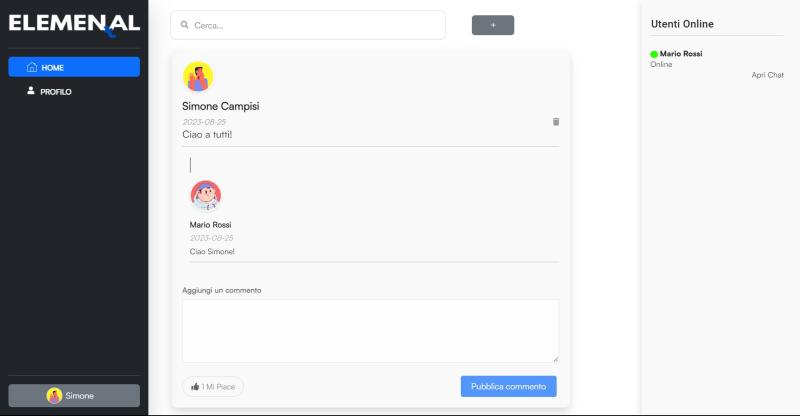 ELEMENAL
HOME
PROFILO
Simone
Cerca...
+
Simone Campisi
2023-08-25
Ciao a tutti!
Mario Rossi
2023-08-25
Ciao Simone!
Aggiungi un commento
1 Mi Piace
Pubblica commento
Utenti Online
Mario Rossi
Online
Apri Chat